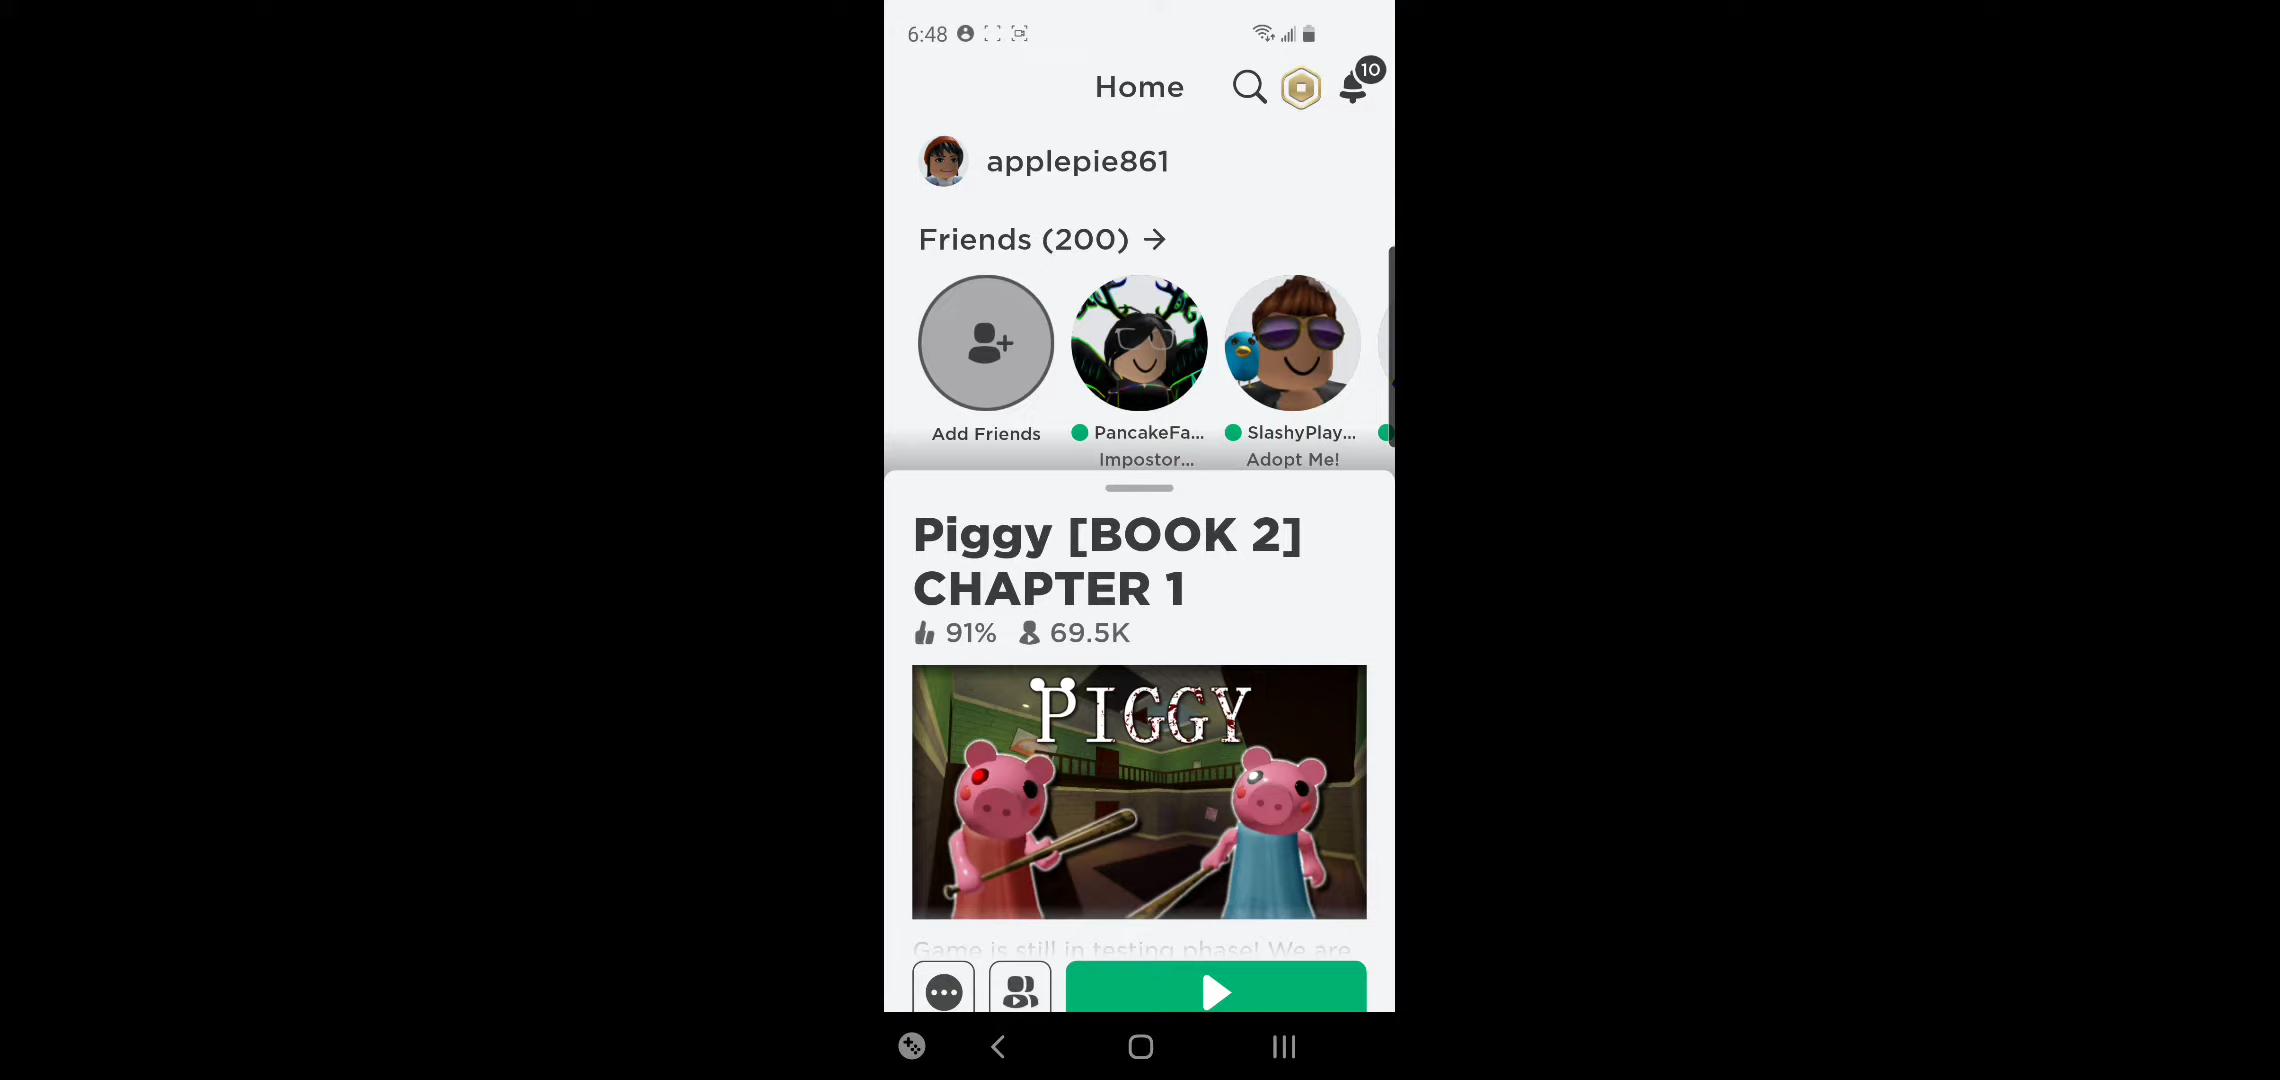 6:48
Home
10
applepie861
Friends (200)
Add Friends
PancakeFa...
SlashyPlay...
Impostor...
Adopt Me!
Piggy [BOOK 2]
CHAPTER 1
91% 69.5K
PIGGY
Game is still in testing phase! We are